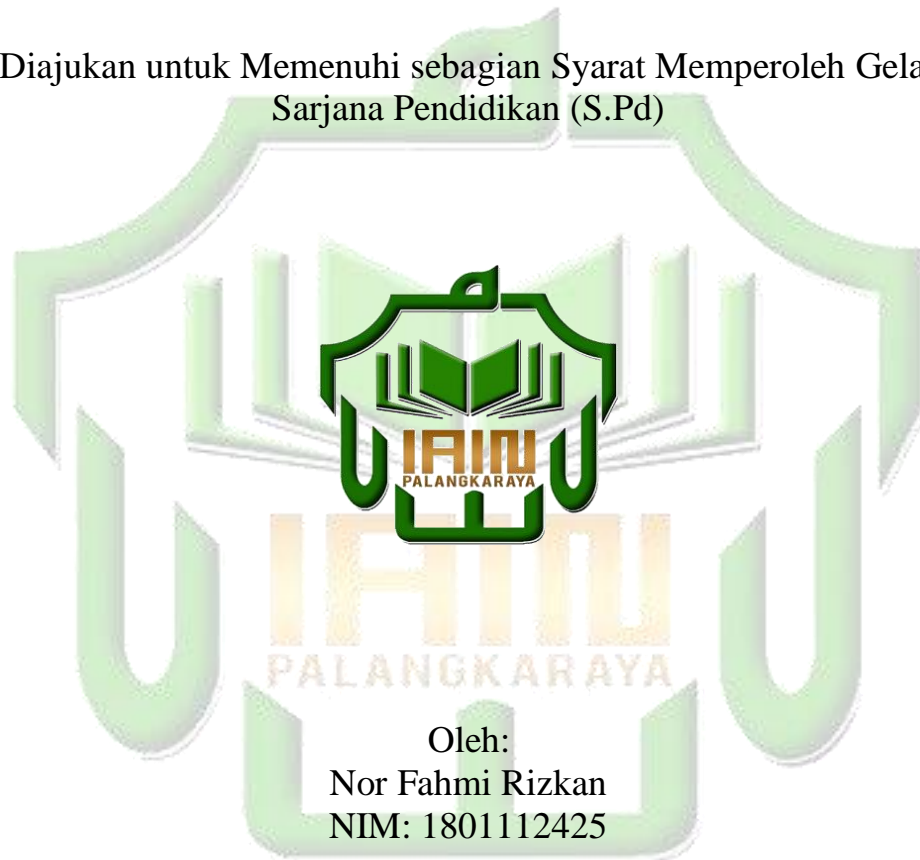 Diajukan untuk Memenuhi sebagian Syarat Memperoleh Gela
Sarjana Pendidikan (S.Pd)
IAIN
PALANGKARAYA
IAIN
PALANGKARAYA
Oleh:
Nor Fahmi Rizkan
NIM: 1801112425